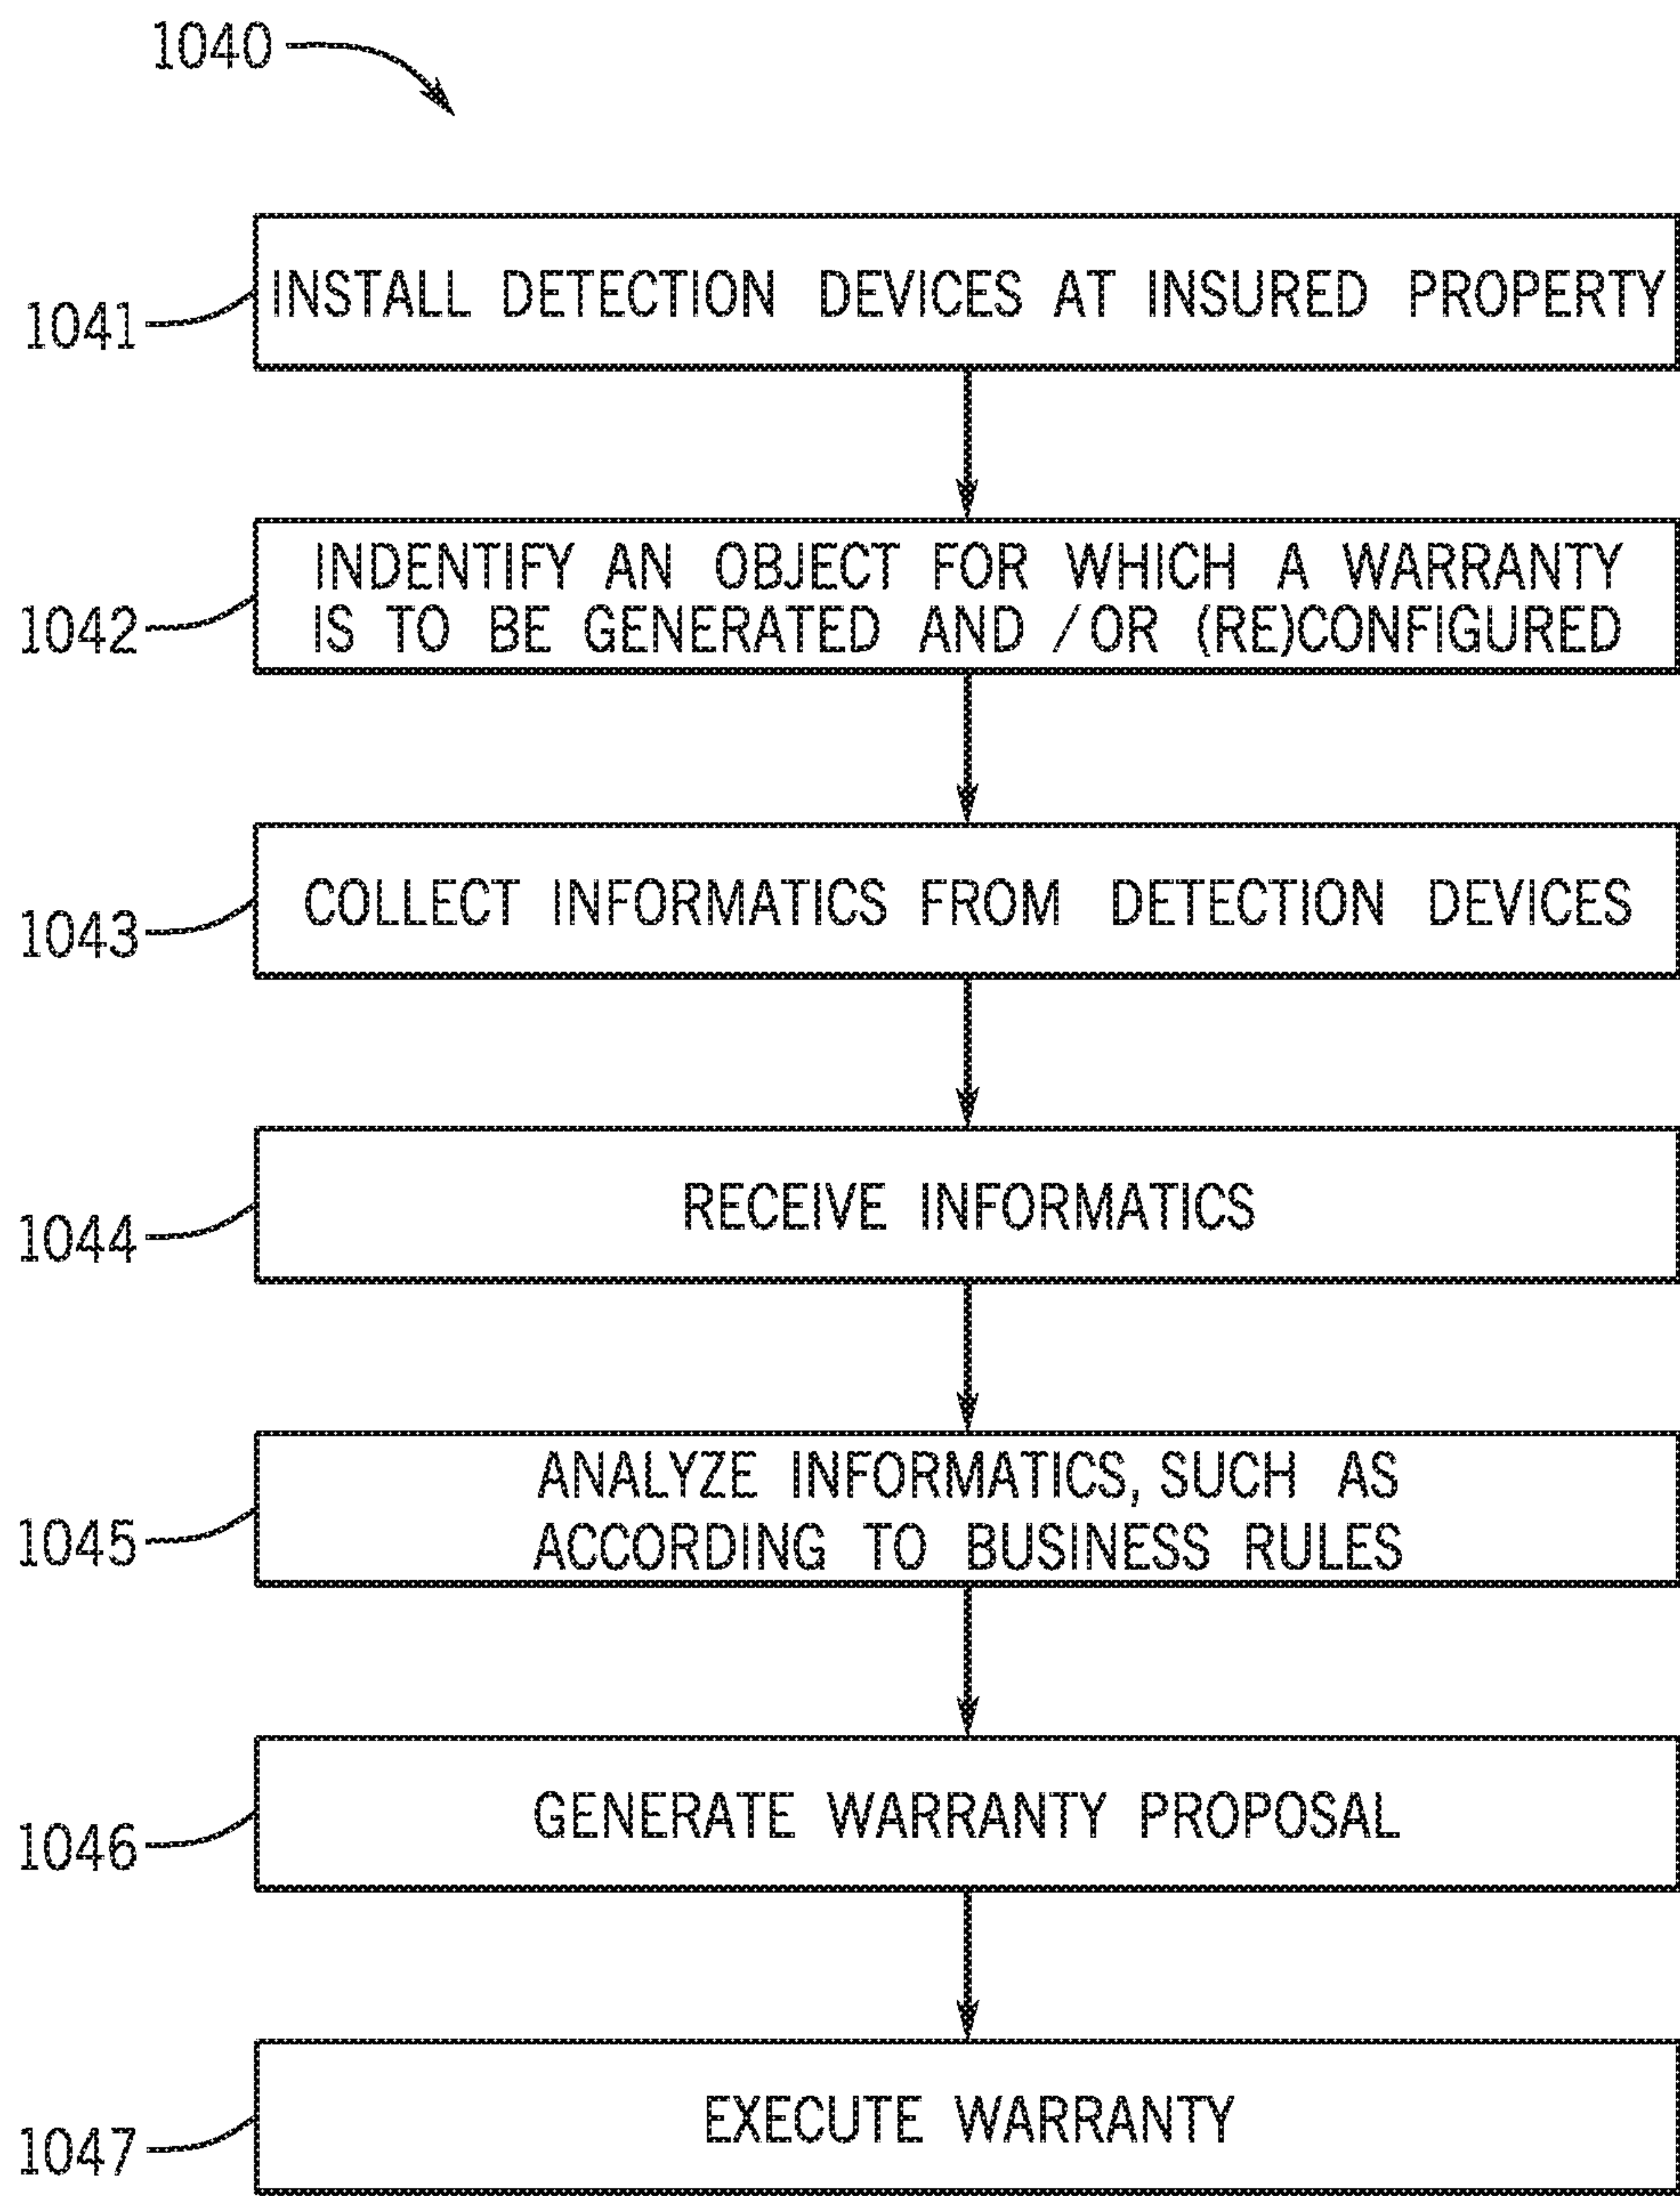 1040
1041
INSTALL DETECTION DEVICES AT INSURED PROPERTY
1042
INDENTIFY AN OBJECT FOR WHICH A WARRANTY
IS TO BE GENERATED AND /OR (RE)CONFIGURED
1043
COLLECT INFORMATICS FROM DETECTION DEVICES
1044
RECEIVE INFORMATICS
1045
ANALYZE INFORMATICS, SUCH AS
ACCORDING TO BUSINESS RULES
1046
GENERATE WARRANTY PROPOSAL
1047
EXECUTE WARRANTY